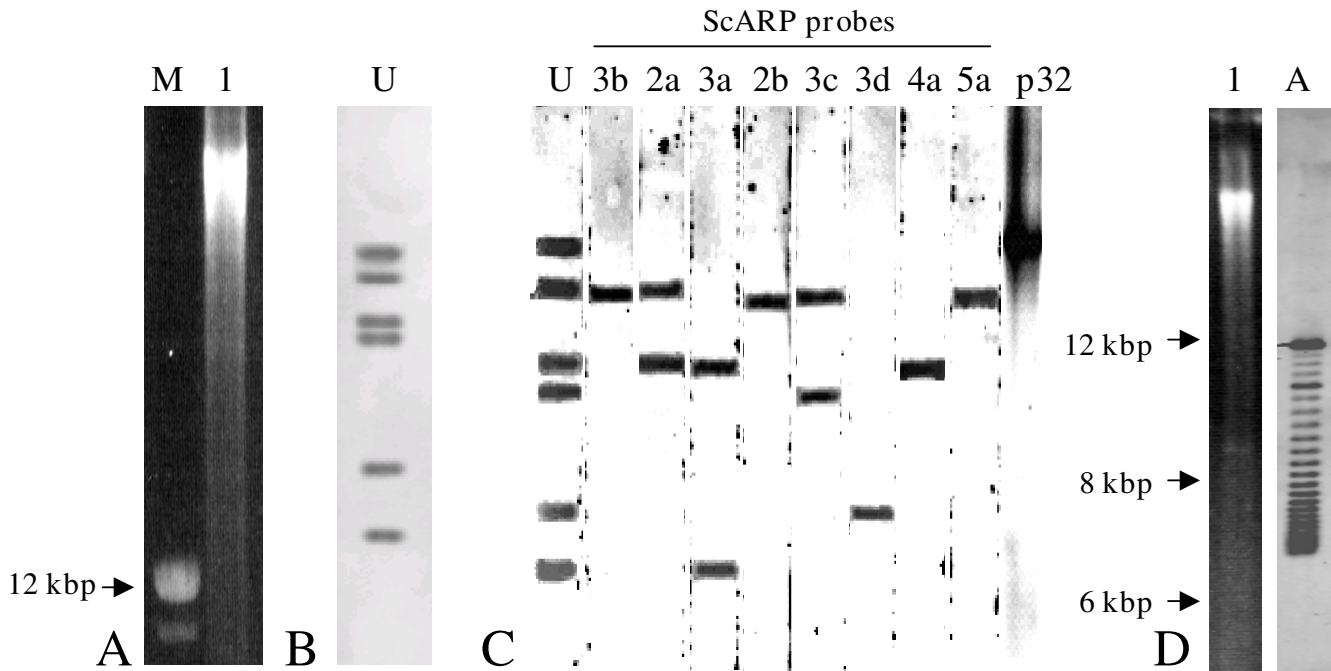 ScARP probes
M 1 U U 3b 2a 3a 2b 3c 3d 4a 5a p32 1 A
12 kbp
8 kbp
12 kbp
6 kbp
A B C D